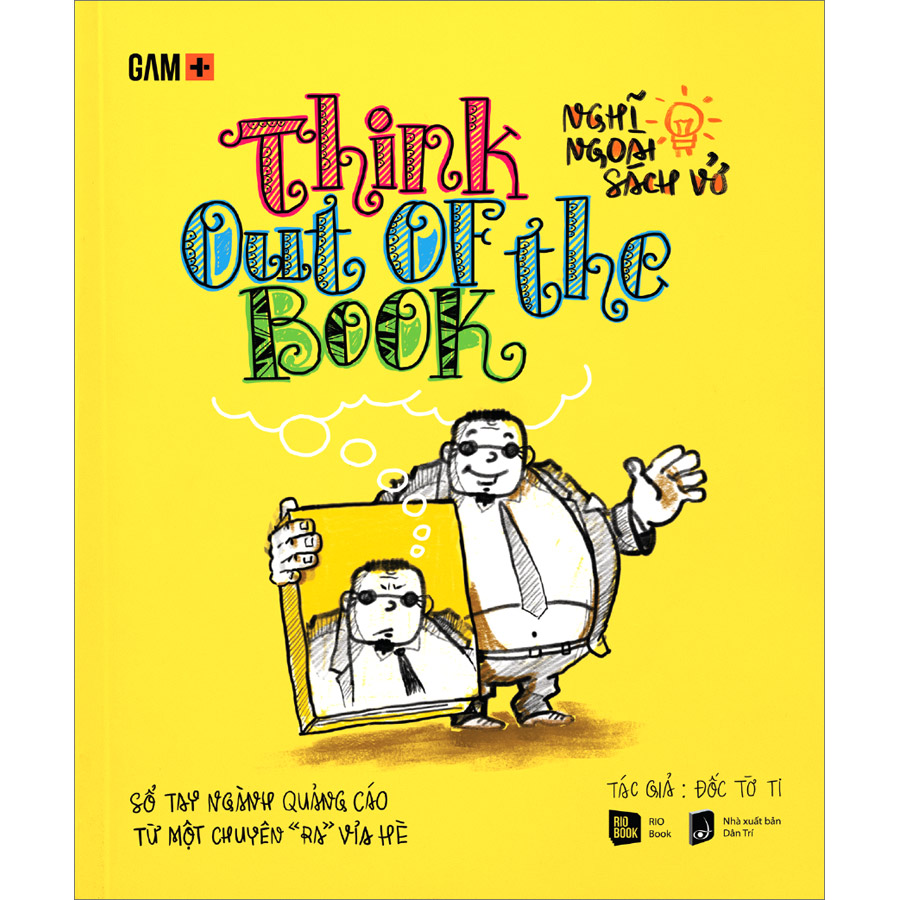 GAM+
Think
Out OF the
BOOK
NGHĨ
NGOẠI
SÁCH VỞ
SỔ TAY NGÀNH QUẢNG CÁO
TỪ MỘT CHUYÊN “RA” VỈA HÈ
TÁC GIẢ : ĐỐC TỜ TI
RIO
BOOK
RIO
Book
Nhà xuất bản
Dân Trí